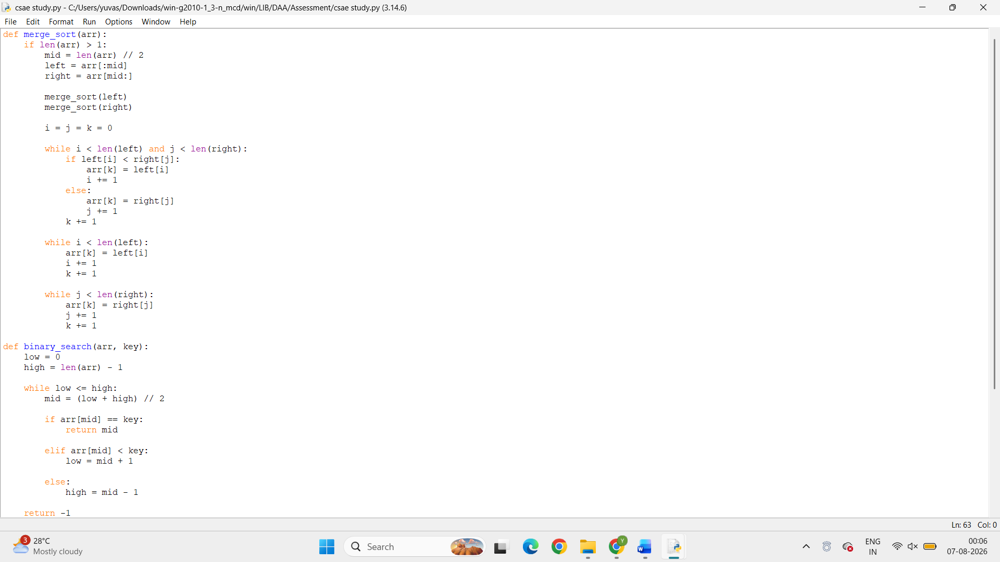 csae study.py - C:/Users/yuvas/Downloads/win-g2010-1_3-n_mcd/win/LIB/DAA/Assessment/csae study.py (3.14.6)
File Edit Format Run Options Window Help
def merge_sort(arr):
    if len(arr) > 1:
        mid = len(arr) // 2
        left = arr[:mid]
        right = arr[mid:]

        merge_sort(left)
        merge_sort(right)

        i = j = k = 0

        while i < len(left) and j < len(right):
            if left[i] < right[j]:
                arr[k] = left[i]
                i += 1
            else:
                arr[k] = right[j]
                j += 1
            k += 1

        while i < len(left):
            arr[k] = left[i]
            i += 1
            k += 1

        while j < len(right):
            arr[k] = right[j]
            j += 1
            k += 1

def binary_search(arr, key):
    low = 0
    high = len(arr) - 1

    while low <= high:
        mid = (low + high) // 2

        if arr[mid] == key:
            return mid

        elif arr[mid] < key:
            low = mid + 1

        else:
            high = mid - 1

    return -1
Ln: 63 Col: 0
3
28°C
Mostly cloudy
Search
Y
W
ENG
IN
00:06
07-08-2026